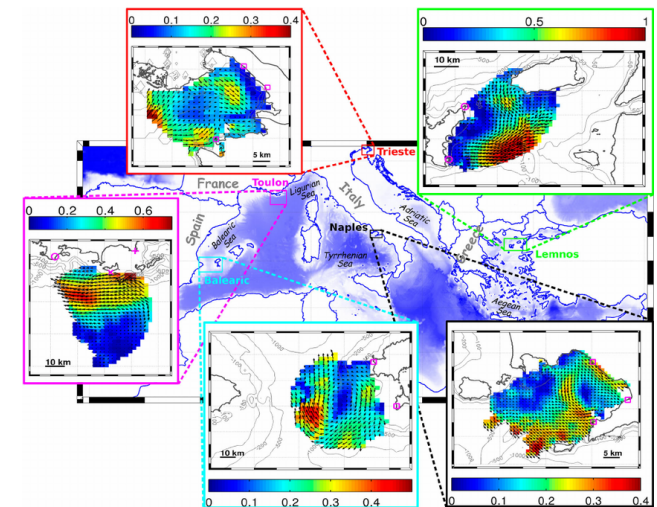 0 0.1 0.2 0.3 0.4
5 km
0 0.5 1
10 km
Trieste
France
Toulon
Ligurian
Sea
Italy
Adriatic
Sea
0 0.2 0.4 0.6
Spain
Balearic
Sea
Naples
Tyrrhenian
Sea
Lemnos
Balearic
Aegean
Sea
10 km
10 km
5 km
0 0.1 0.2 0.3 0.4
0 0.1 0.2 0.3 0.4